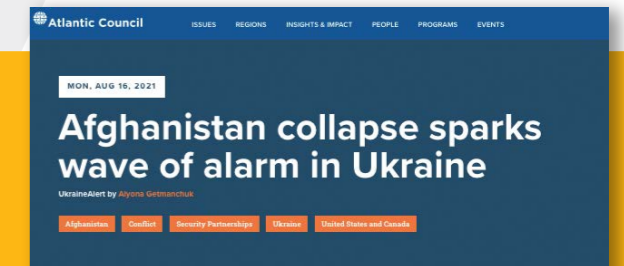 Atlantic Council
ISSUES REGIONS INSIGHTS & IMPACT PEOPLE PROGRAMS EVENTS
MON, AUG 16, 2021
Afghanistan collapse sparks
wave of alarm in Ukraine
UkraineAlert by Alyona Getmanchuk
Afghanistan Conflict Security Partnerships Ukraine United States and Canada